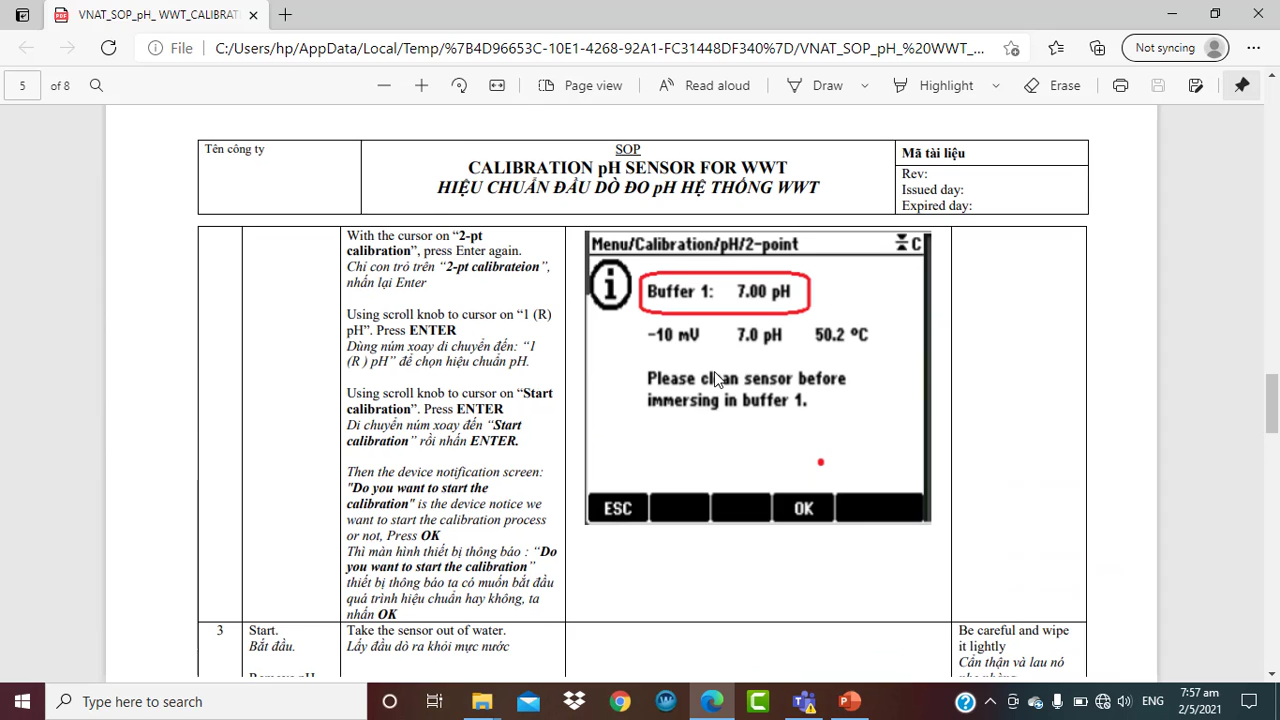 VNAT_SOP_pH_ WWT_CALIBRATI
File
C:/Users/hp/AppData/Local/Temp/%7B4D96653C-10E1-4268-92A1-FC31448DF340%7D/VNAT_SOP_pH_%20WWT_...
Not syncing
5 of 8
Page view
Read aloud
Draw
Highlight
Erase
Tên công ty
SOP
CALIBRATION pH SENSOR FOR WWT
HIỆU CHUẨN ĐẦU DÒ ĐO pH HỆ THỐNG WWT
Mã tài liệu
Rev:
Issued day:
Expired day:
With the cursor on “2-pt
calibration”, press Enter again.
Chỉ con trỏ trên “2-pt calibrateion”,
nhấn lại Enter
Using scroll knob to cursor on “1 (R)
pH”. Press ENTER
Dùng núm xoay di chuyển đến: “1
(R ) pH” để chọn hiệu chuẩn pH.
Using scroll knob to cursor on “Start
calibration”. Press ENTER
Di chuyển núm xoay đến “Start
calibration” rồi nhấn ENTER.
Then the device notification screen:
"Do you want to start the
calibration" is the device notice we
want to start the calibration process
or not, Press OK
Thì màn hình thiết bị thông báo : “Do
you want to start the calibration”
thiết bị thông báo ta có muốn bắt đầu
quá trình hiệu chuẩn hay không, ta
nhấn OK
Menu/Calibration/pH/2-point
C
Buffer 1: 7.00 pH
-10 mV 7.0 pH 50.2 ºC
Please clean sensor before
immersing in buffer 1.
ESC
OK
3
Start.
Bắt đầu.
Remove pH
Take the sensor out of water.
Lấy đầu dò ra khỏi mực nước
Be careful and wipe
it lightly
Cẩn thận và lau nó
Type here to search
ENG
7:57 am
2/5/2021